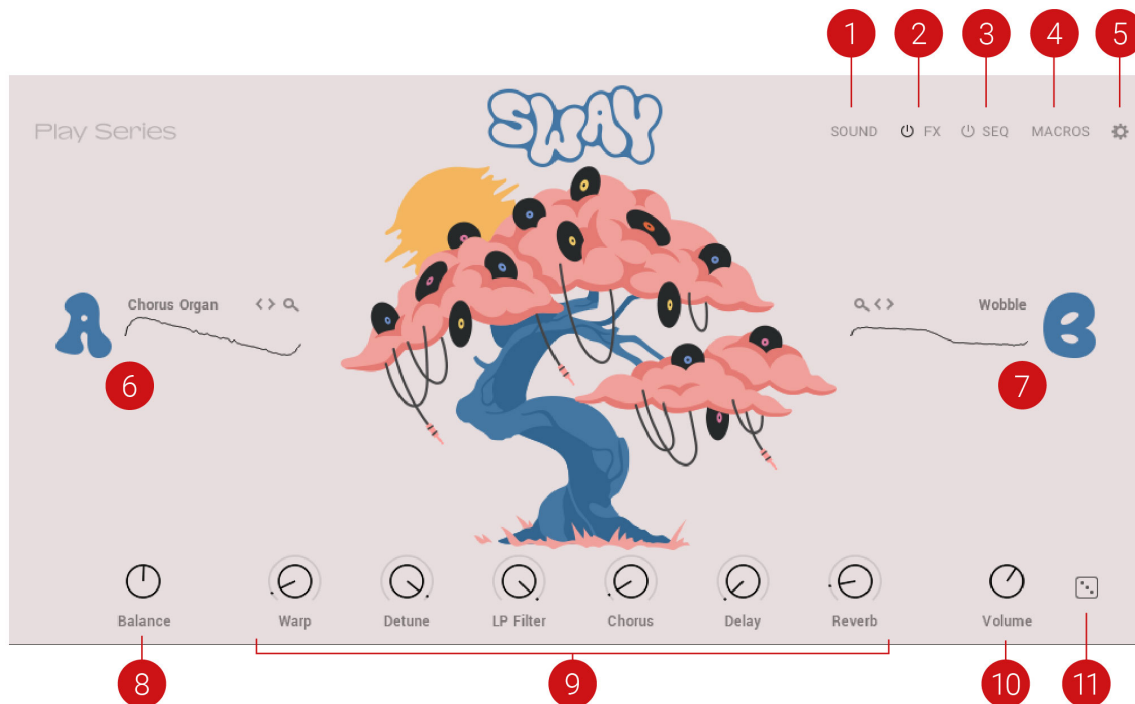 1 2 3 4 5
SWAY
Play Series
SOUND FX SEQ MACROS
A Chorus Organ
Wobble B
6
7
Balance Warp Detune LP Filter Chorus Delay Reverb Volume
8 9 10 11